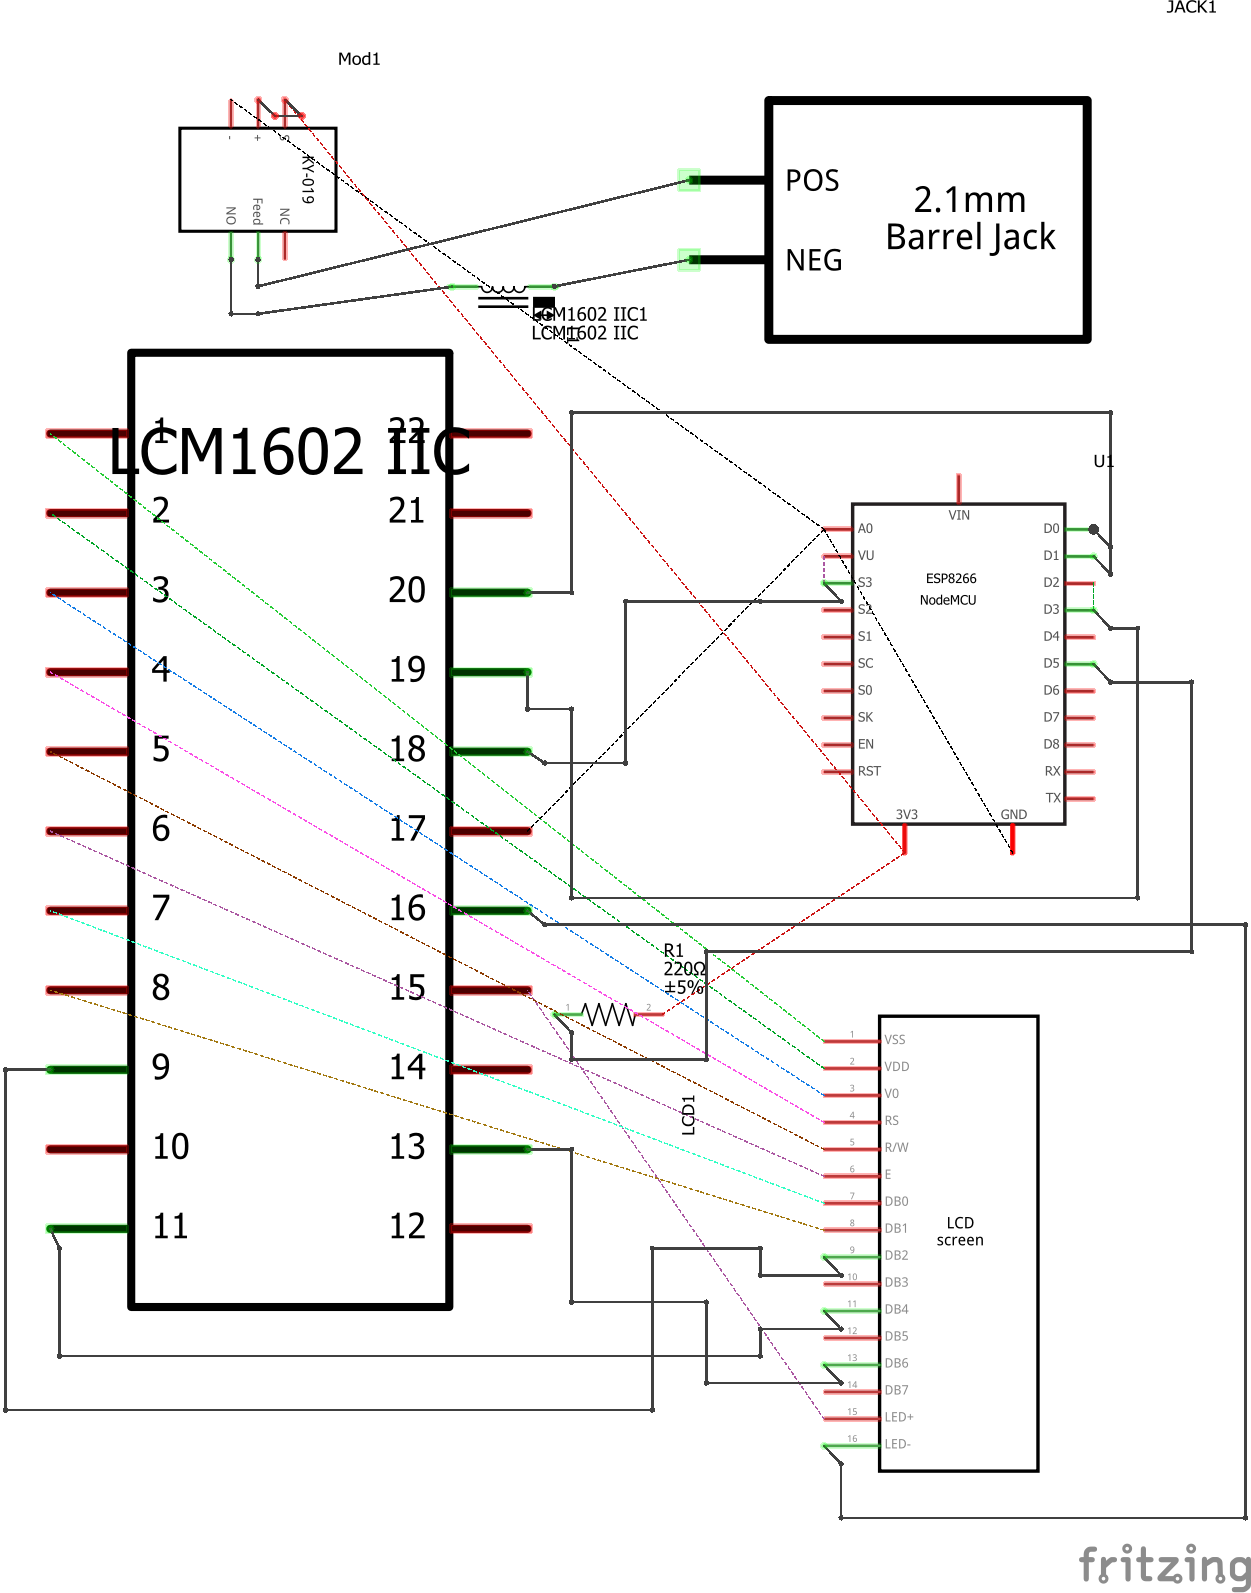 JACK1
Mod1
-
+
S
KY-019
NO
Feed
NC
POS
NEG
2.1mm
Barrel Jack
LCM1602 IIC1
LCM1602 IIC
LCM1602 IIC
1
2
3
4
5
6
7
8
9
10
11
22
21
20
19
18
17
16
15
14
13
12
U1
VIN
ESP8266
NodeMCU
A0
VU
S3
S2
S1
SC
S0
SK
EN
RST
D0
D1
D2
D3
D4
D5
D6
D7
D8
RX
TX
3V3
GND
R1
220Ω
±5%
1
2
LCD1
LCD
screen
1 VSS
2 VDD
3 V0
4 RS
5 R/W
6 E
7 DB0
8 DB1
9 DB2
10 DB3
11 DB4
12 DB5
13 DB6
14 DB7
15 LED+
16 LED-
fritzing